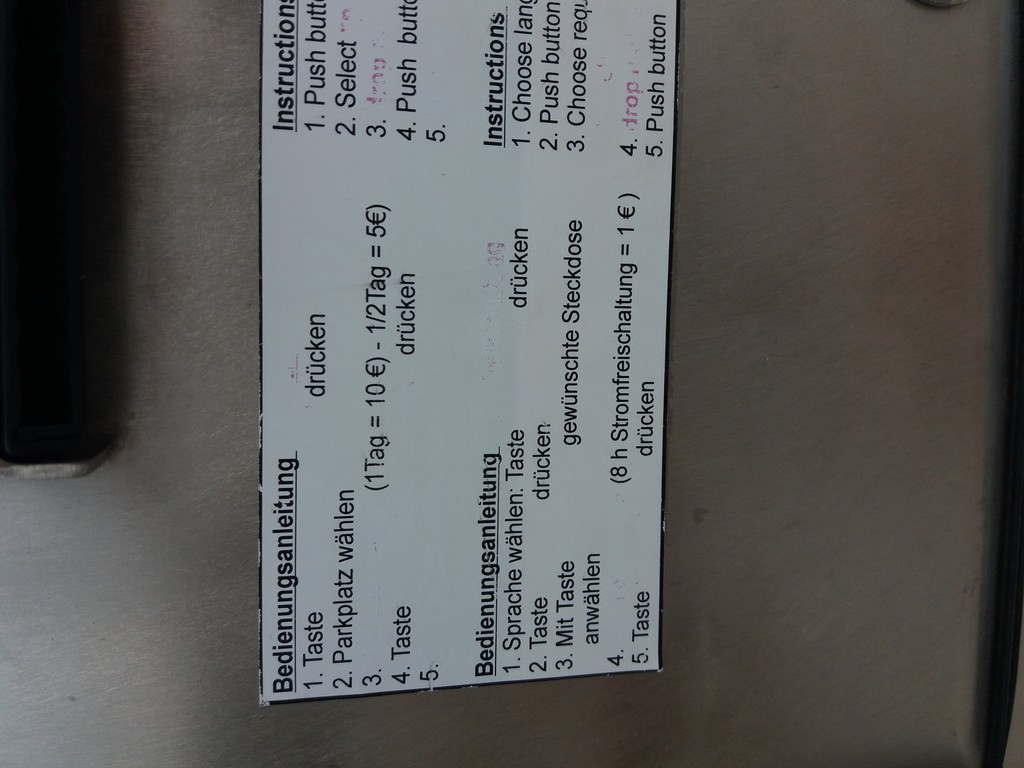 Bedienungsanleitung
1. Taste drücken
2. Parkplatz wählen
3. (1Tag = 10 €) - 1/2Tag = 5€)
4. Taste drücken
5.
Instructions
1. Push butt
2. Select
3.
4. Push butto
5.
Bedienungsanleitung
1. Sprache wählen: Taste drücken
2. Taste drücken
3. Mit Taste gewünschte Steckdose
anwählen
4. (8 h Stromfreischaltung = 1 € )
5. Taste drücken
Instructions
1. Choose lang
2. Push button
3. Choose requ
4. drop
5. Push button